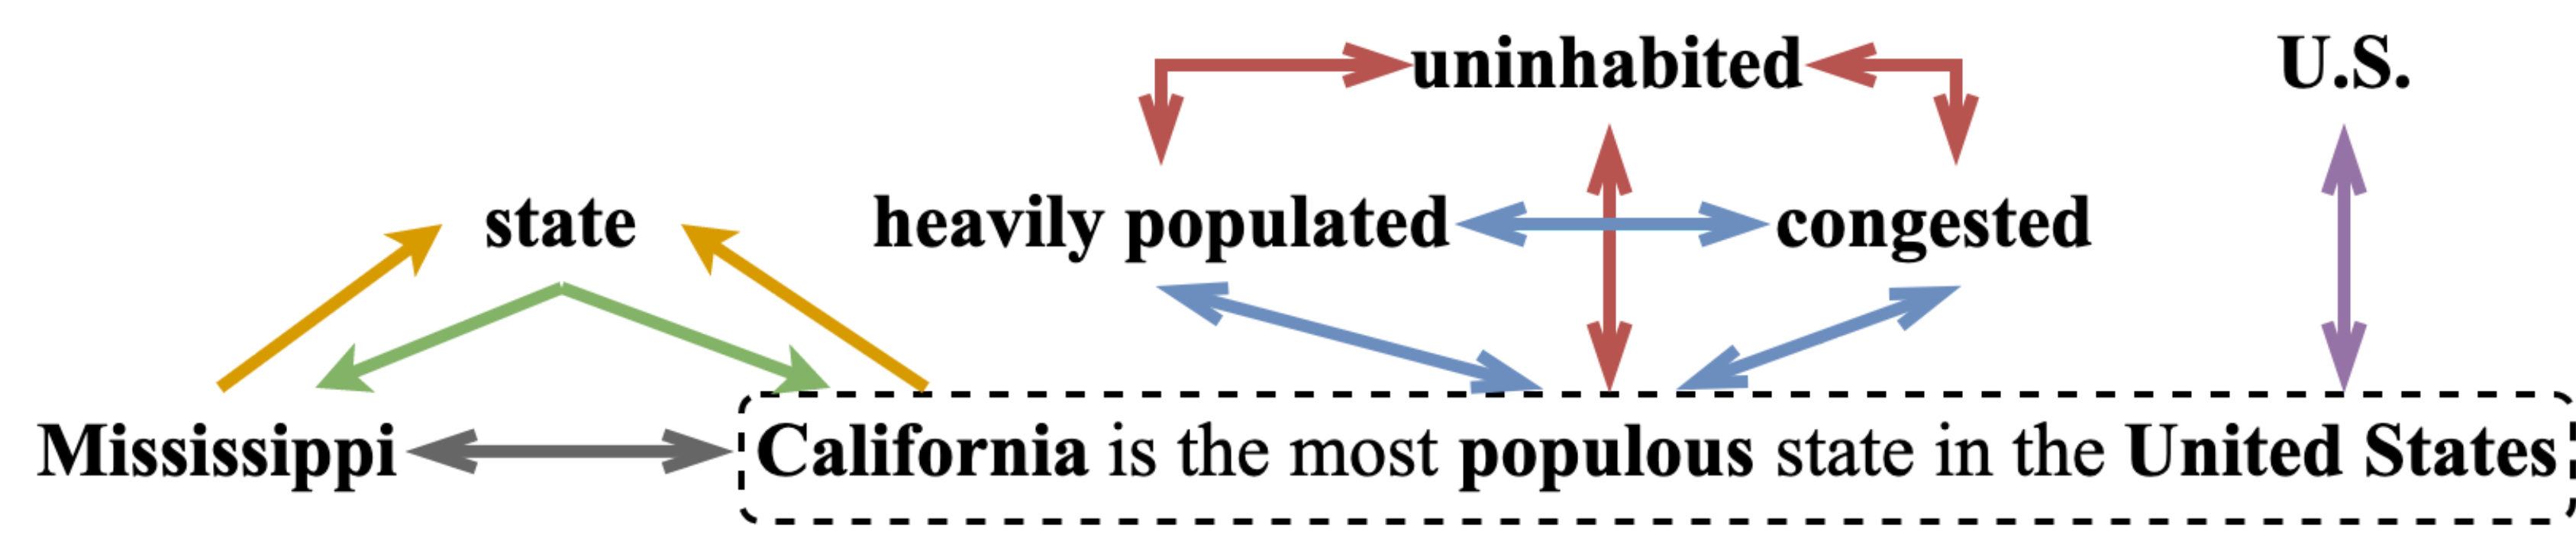 uninhabited U.S.
state heavily populated congested
Mississippi California is the most populous state in the United States